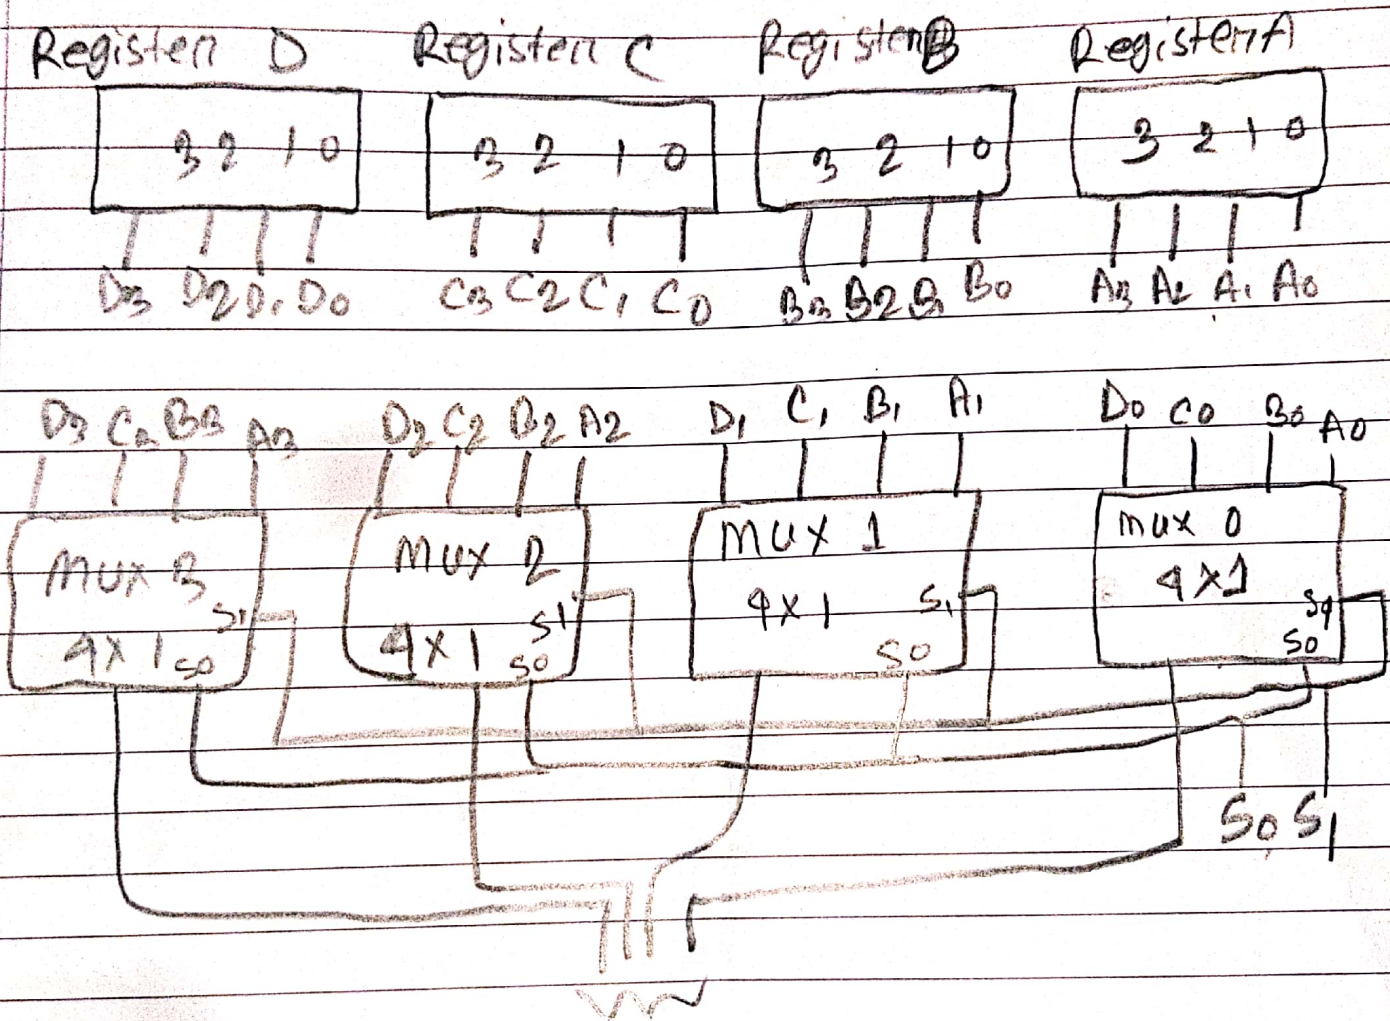 Register D Register C Register B Register A
3 2 1 0 3 2 1 0 3 2 1 0 3 2 1 0
D3 D2 D1 D0 C3 C2 C1 C0 B3 B2 B1 B0 A3 A2 A1 A0
D3 C3 B3 A3 D2 C2 B2 A2 D1 C1 B1 A1 D0 C0 B0 A0
MUX 3 MUX 2 MUX 1 mux 0
4x1 S1 4x1 S1 4x1 S1 4x1 S1
S0 S0 S0 S0
S0 S1